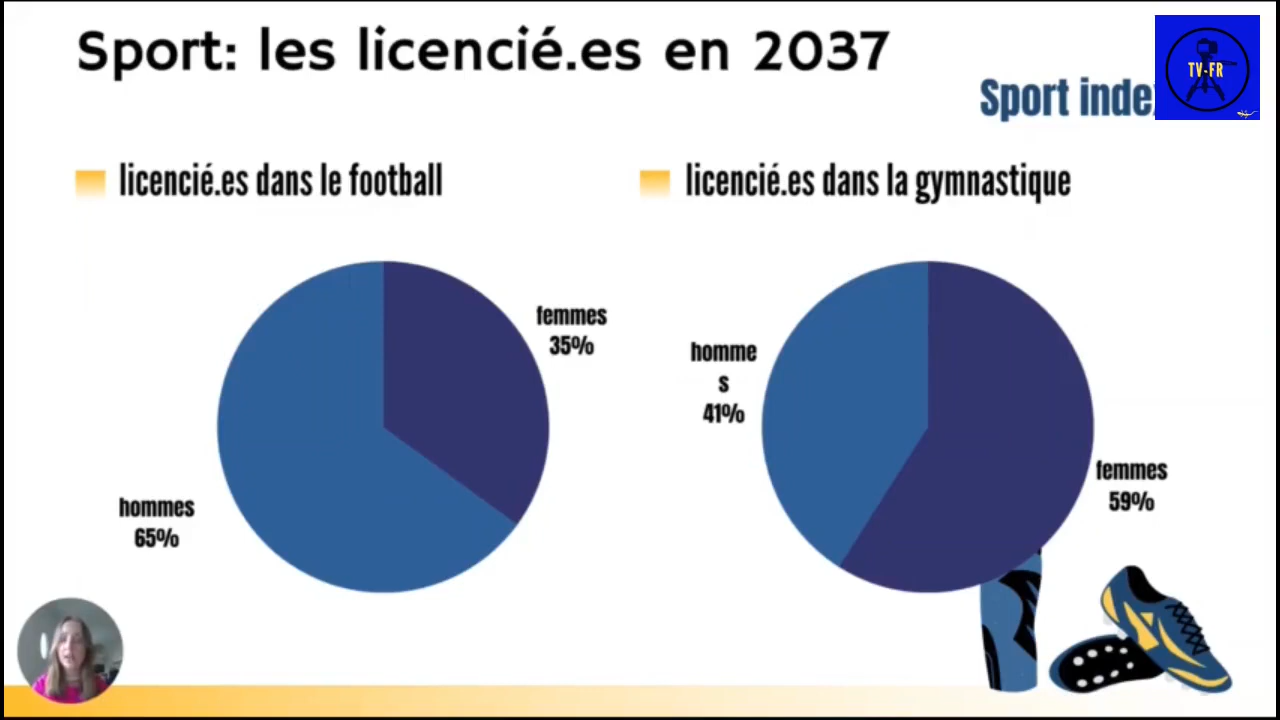 Sport: les licencié.es en 2037
TV-FR
Sport inde
licencié.es dans le football
licencié.es dans la gymnastique
femmes
35%
hommes
65%
homme
s
41%
femmes
59%